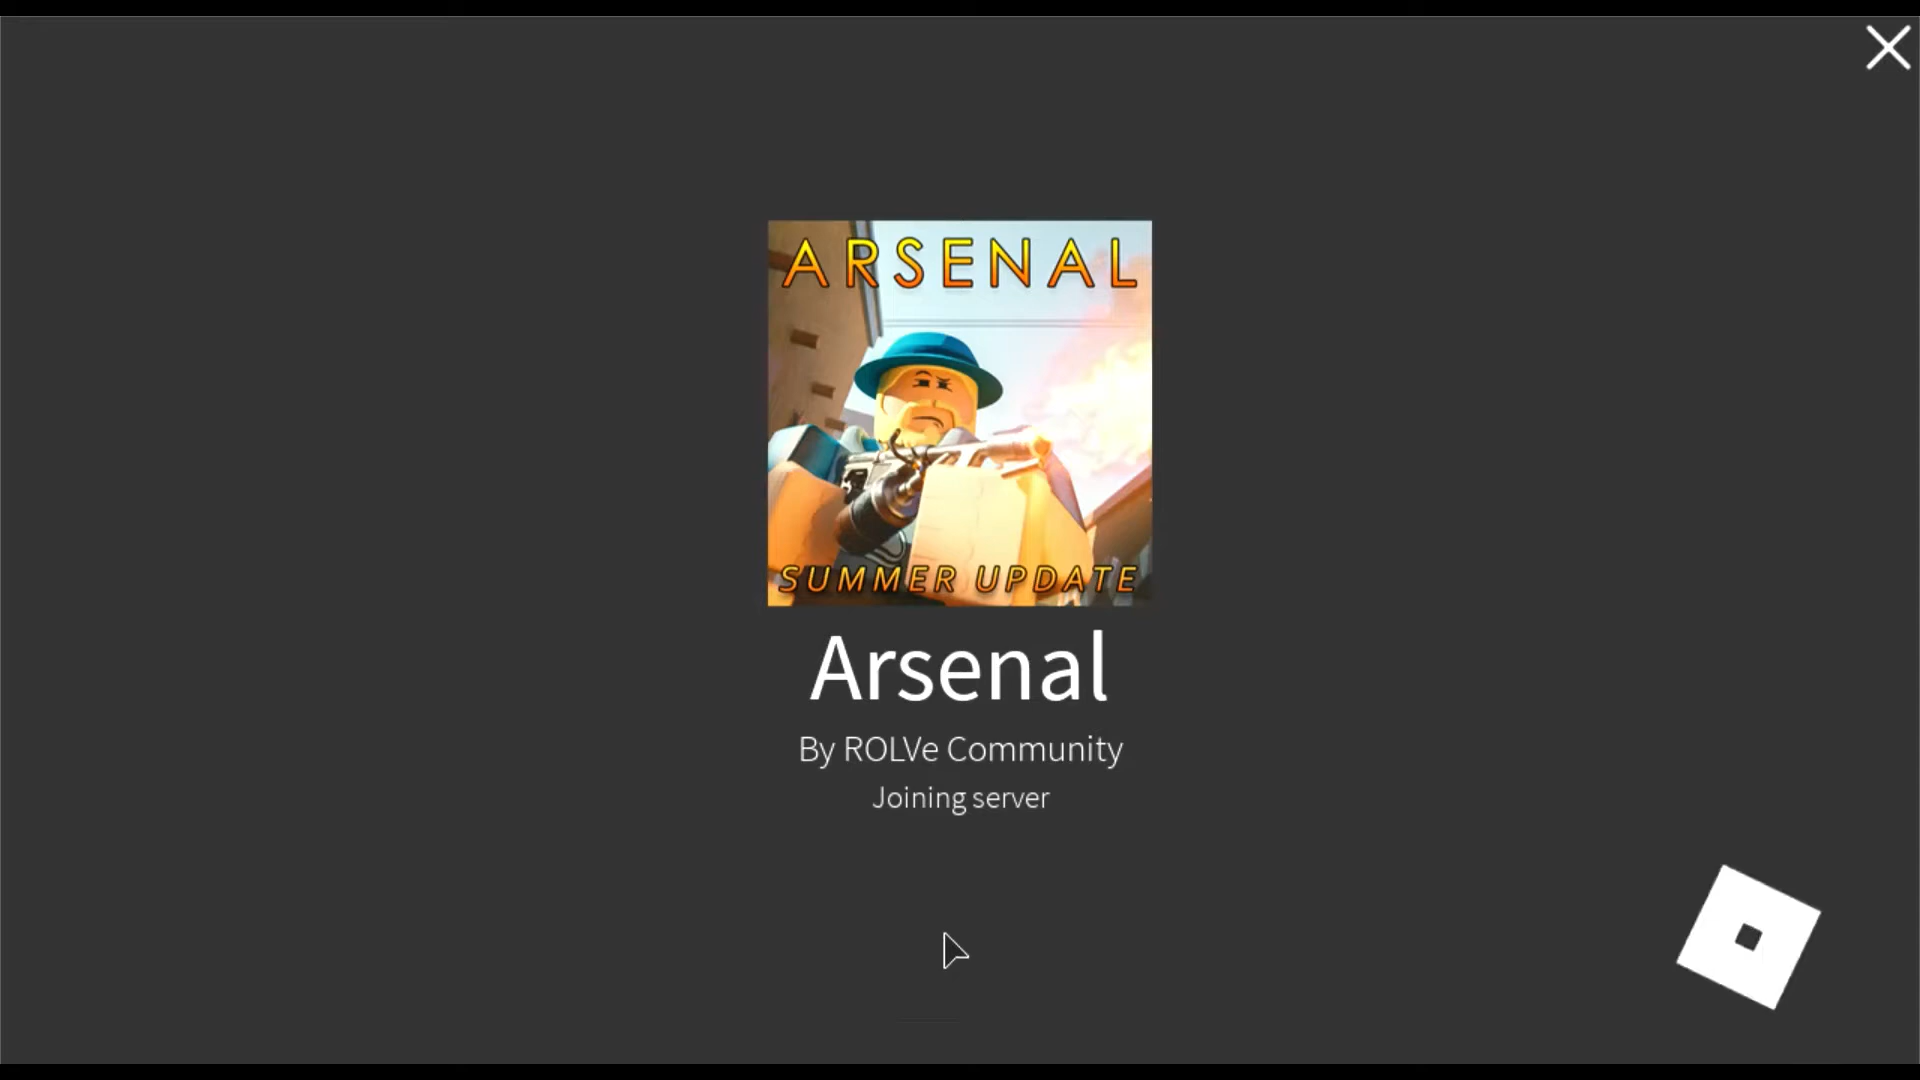 ARSENAL
SUMMER UPDATE
Arsenal
By ROLVe Community
Joining server